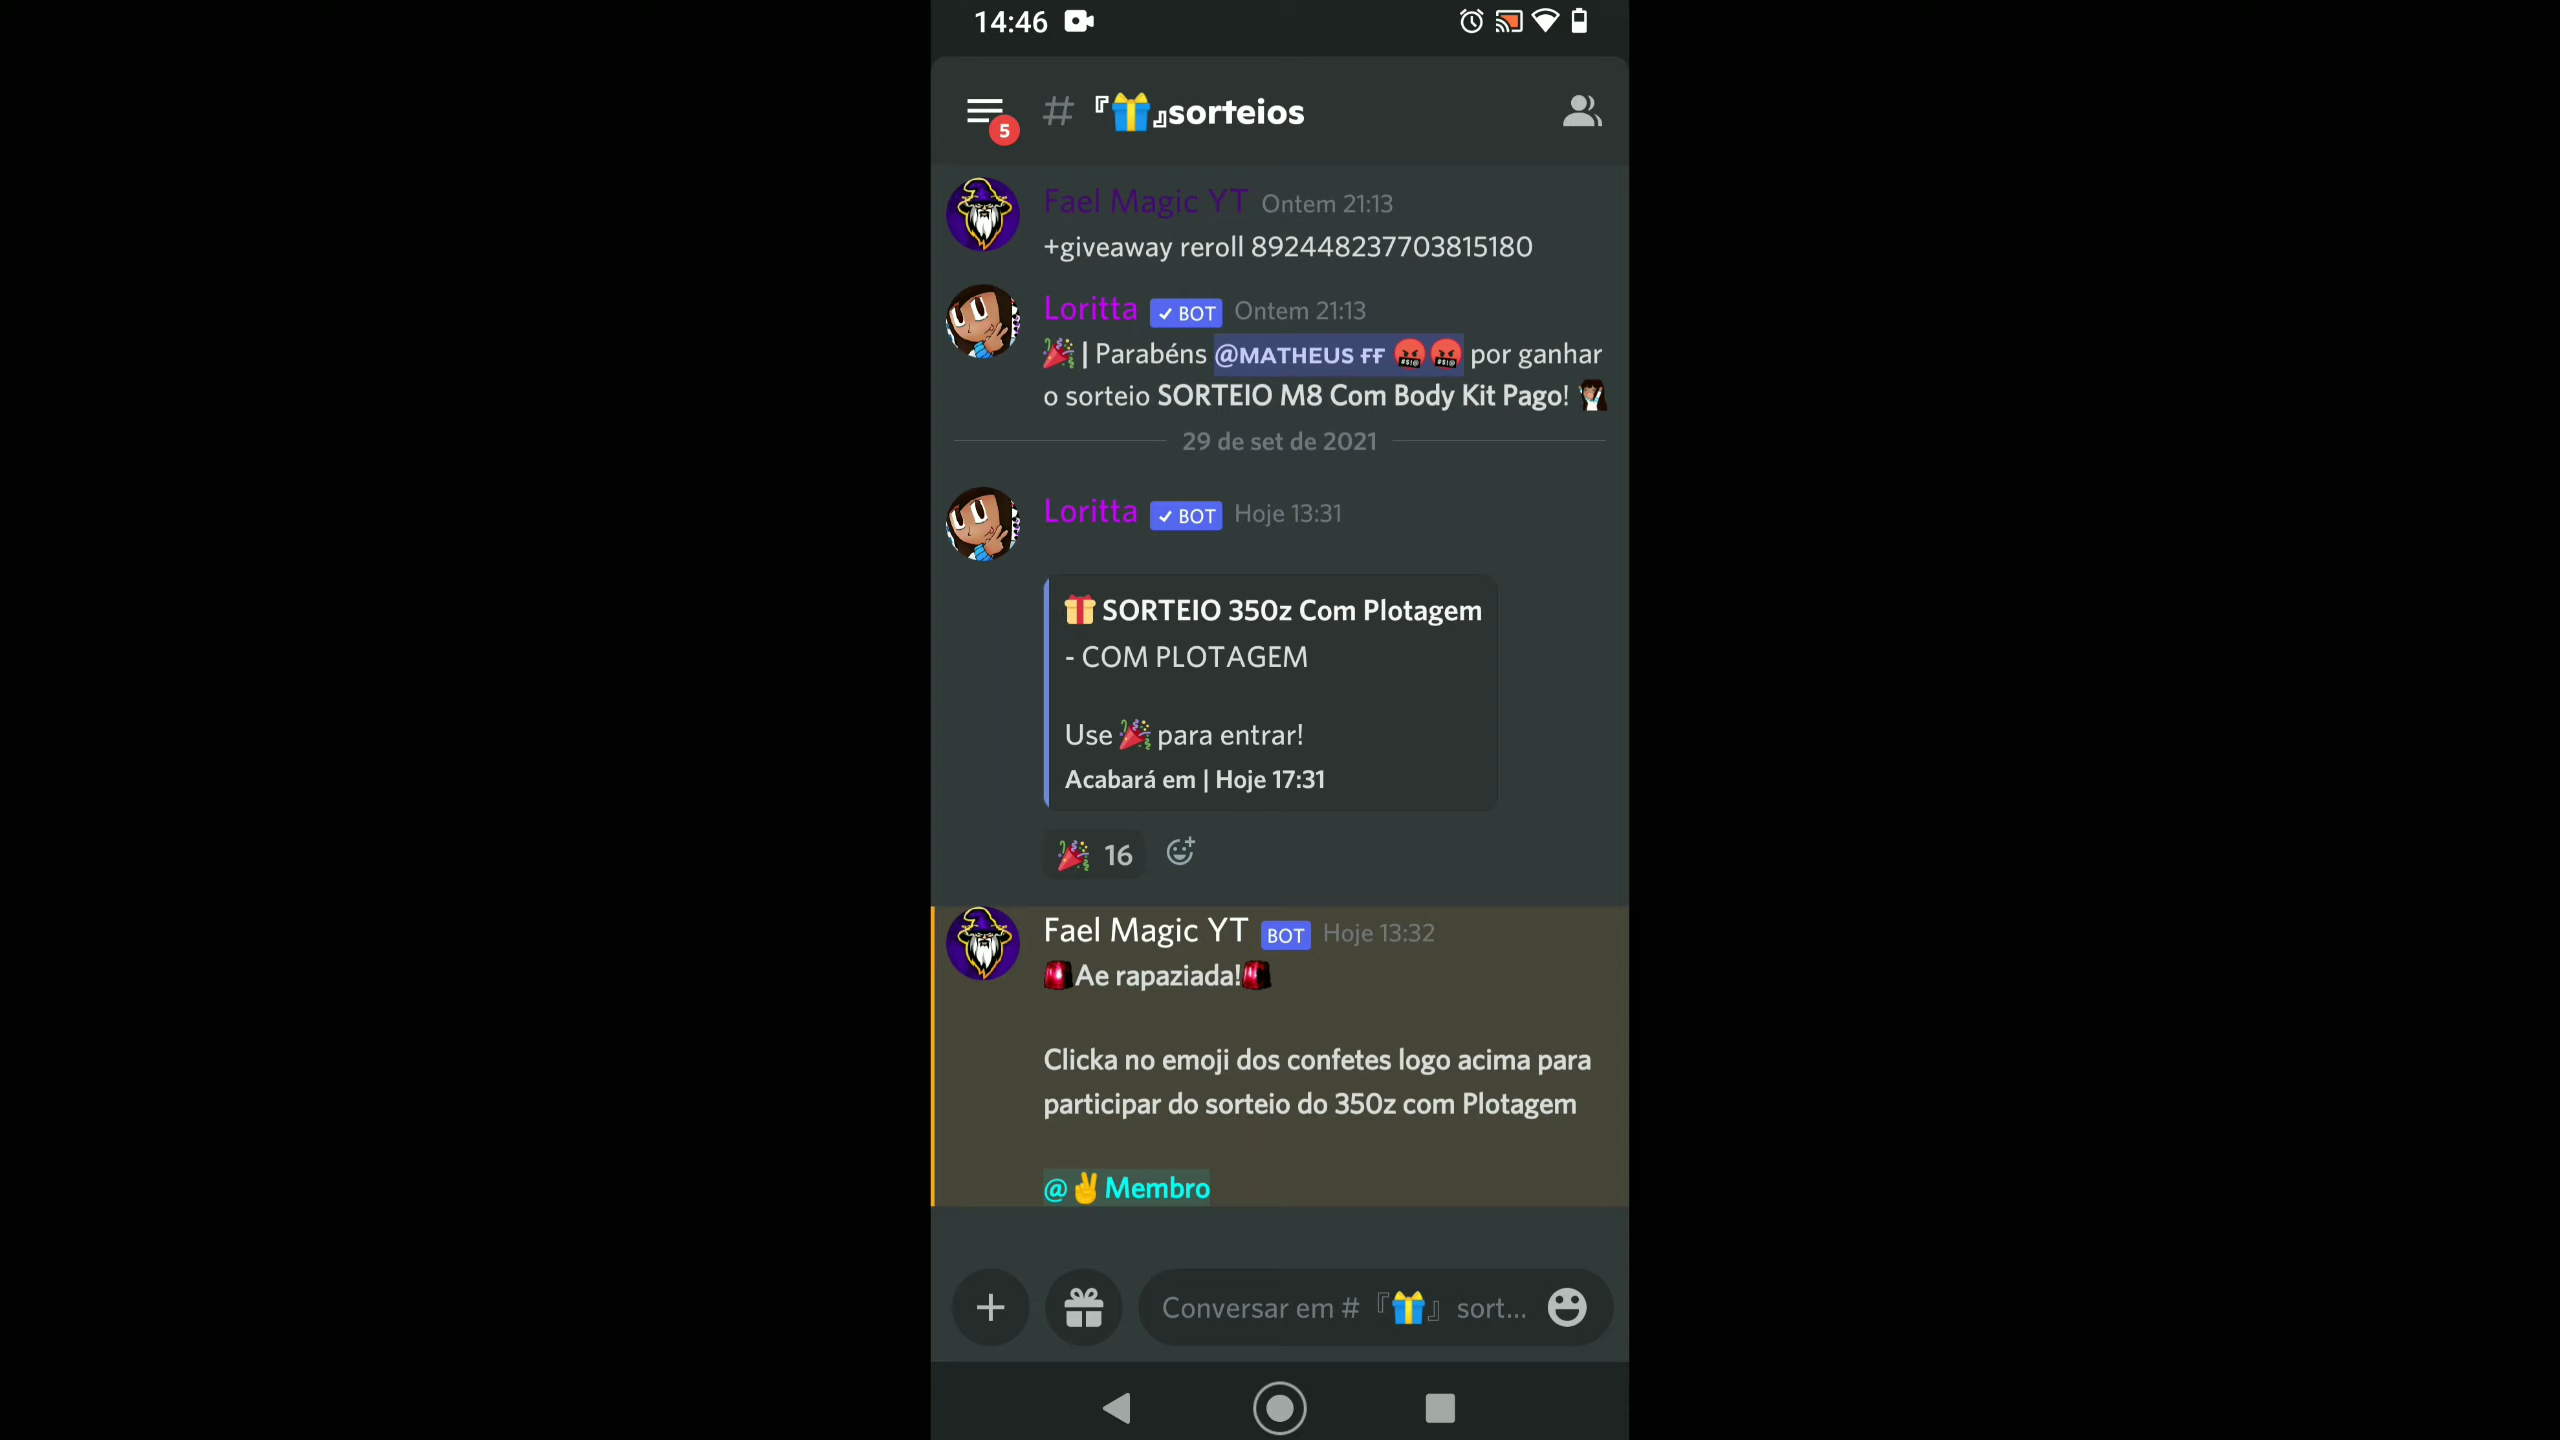 14:46
5
# 『🎁』sorteios
Fael Magic YT Ontem 21:13
+giveaway reroll 892448237703815180
Loritta ✓ BOT Ontem 21:13
🎉 | Parabéns @MATHEUS ꜰꜰ 🤬🤬 por ganhar
o sorteio SORTEIO M8 Com Body Kit Pago!
29 de set de 2021
Loritta ✓ BOT Hoje 13:31
🎁 SORTEIO 350z Com Plotagem
- COM PLOTAGEM
Use 🎉 para entrar!
Acabará em | Hoje 17:31
🎉 16
Fael Magic YT BOT Hoje 13:32
🚨Ae rapaziada!🚨
Clicka no emoji dos confetes logo acima para
participar do sorteio do 350z com Plotagem
@✌Membro
Conversar em # 『🎁』 sort...